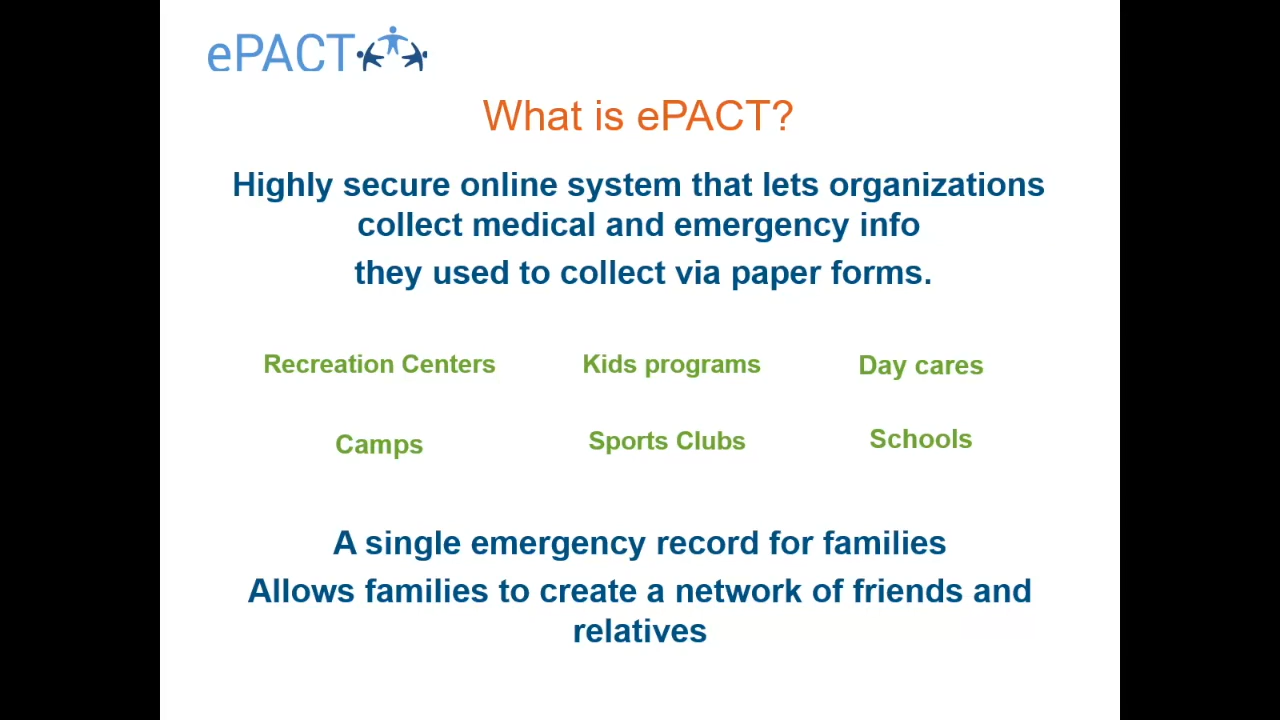 ePACT
What is ePACT?
Highly secure online system that lets organizations
collect medical and emergency info
they used to collect via paper forms.
Recreation Centers Kids programs Day cares
Camps Sports Clubs Schools
A single emergency record for families
Allows families to create a network of friends and
relatives